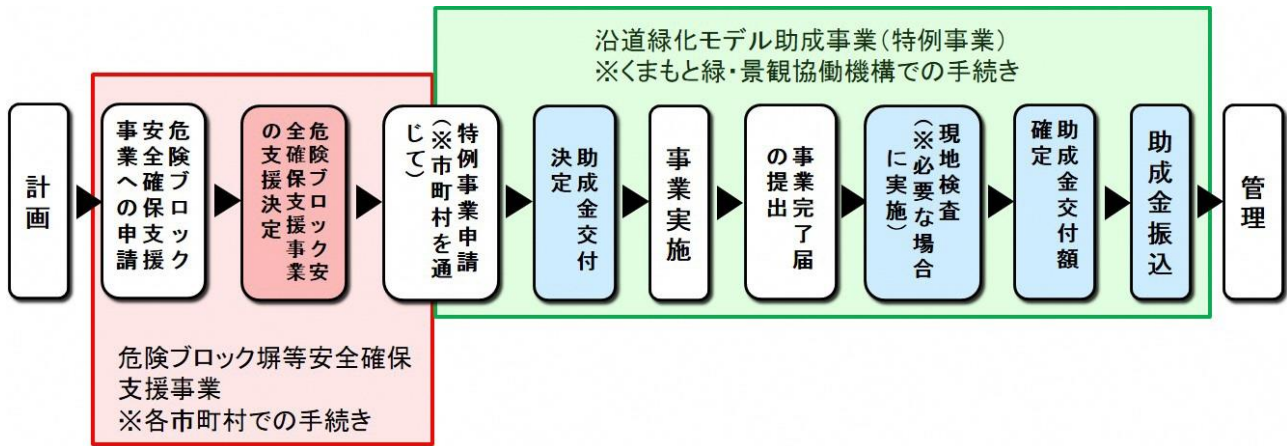 沿道緑化モデル助成事業(特例事業)
※くまもと緑・景観協働機構での手続き
計画
危険ブロック
安全確保支援
事業への申請
危険ブロック安
全確保支援事業
の支援決定
特例事業申請
(※市町村を通
じて)
助成金交付
決定
事業実施
事業完了届
の提出
現地検査
(※必要な場合
に実施)
助成金交付額
確定
助成金振込
管理
危険ブロック塀等安全確保
支援事業
※各市町村での手続き